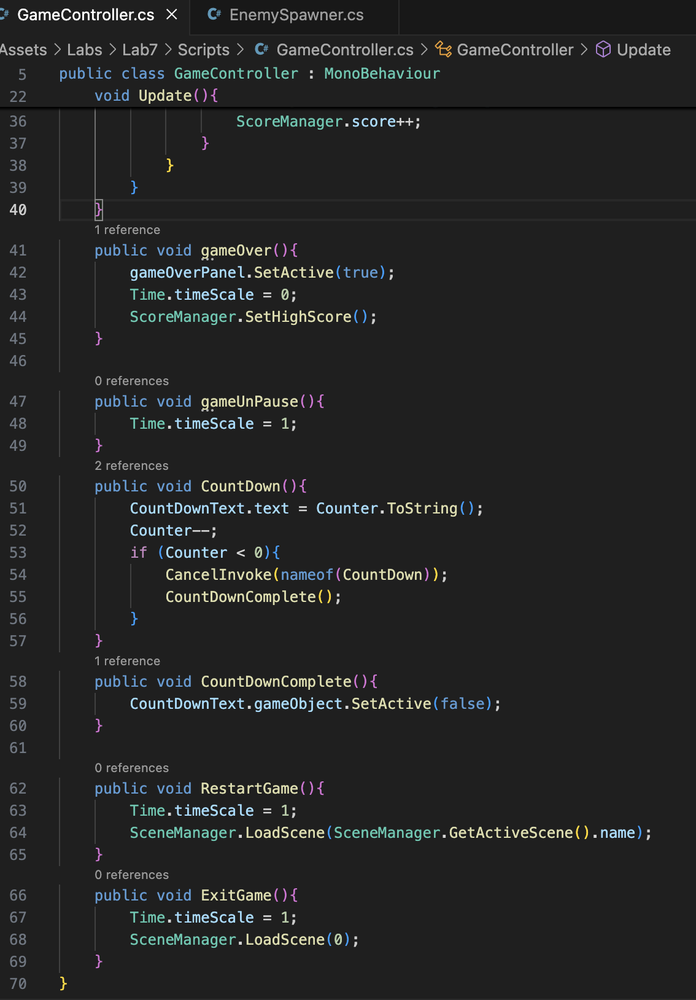 C# GameController.cs × C# EnemySpawner.cs
Assets > Labs > Lab7 > Scripts > C# GameController.cs > GameController > Update
5 public class GameController : MonoBehaviour
22 void Update(){
36 ScoreManager.score++;
37 }
38 }
39 }
40 }
1 reference
41 public void gameOver(){
42 gameOverPanel.SetActive(true);
43 Time.timeScale = 0;
44 ScoreManager.SetHighScore();
45 }
46
0 references
47 public void gameUnPause(){
48 Time.timeScale = 1;
49 }
2 references
50 public void CountDown(){
51 CountDownText.text = Counter.ToString();
52 Counter--;
53 if (Counter < 0){
54 CancelInvoke(nameof(CountDown));
55 CountDownComplete();
56 }
57 }
1 reference
58 public void CountDownComplete(){
59 CountDownText.gameObject.SetActive(false);
60 }
61
0 references
62 public void RestartGame(){
63 Time.timeScale = 1;
64 SceneManager.LoadScene(SceneManager.GetActiveScene().name);
65 }
0 references
66 public void ExitGame(){
67 Time.timeScale = 1;
68 SceneManager.LoadScene(0);
69 }
70 }